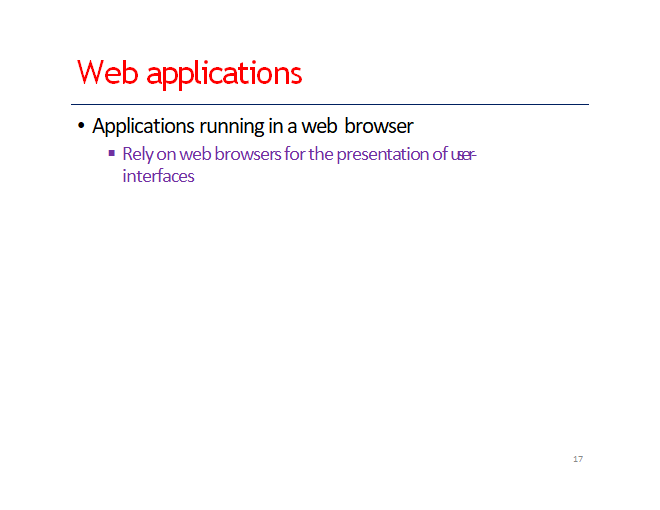 Web applications
• Applications running in a web browser
▪ Rely on web browsers for the presentation of user-
interfaces
17